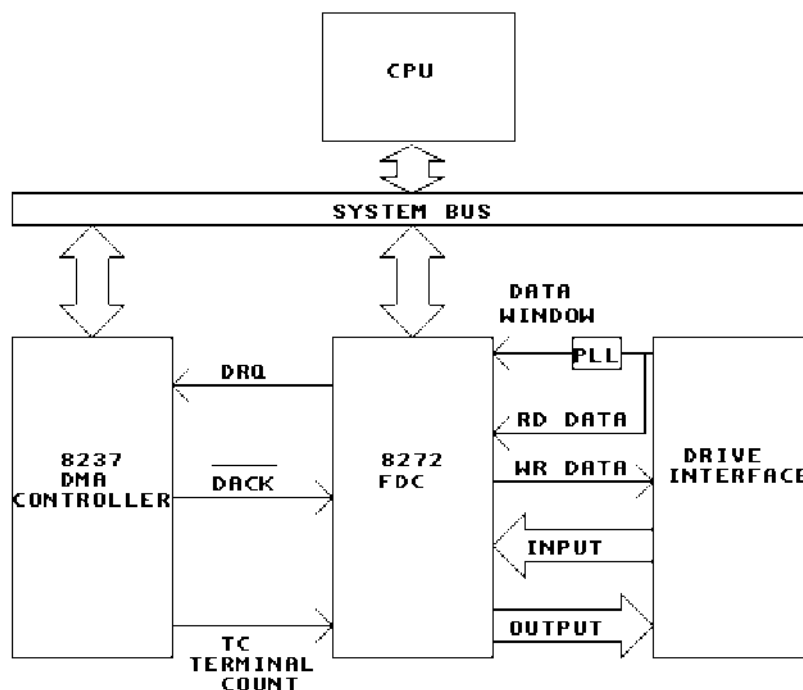 CPU
SYSTEM BUS
DATA
WINDOW
PLL
DRQ
RD DATA
8237
DMA
CONTROLLER
DACK
8272
FDC
WR DATA
DRIVE
INTERFACE
INPUT
OUTPUT
TC
TERMINAL
COUNT